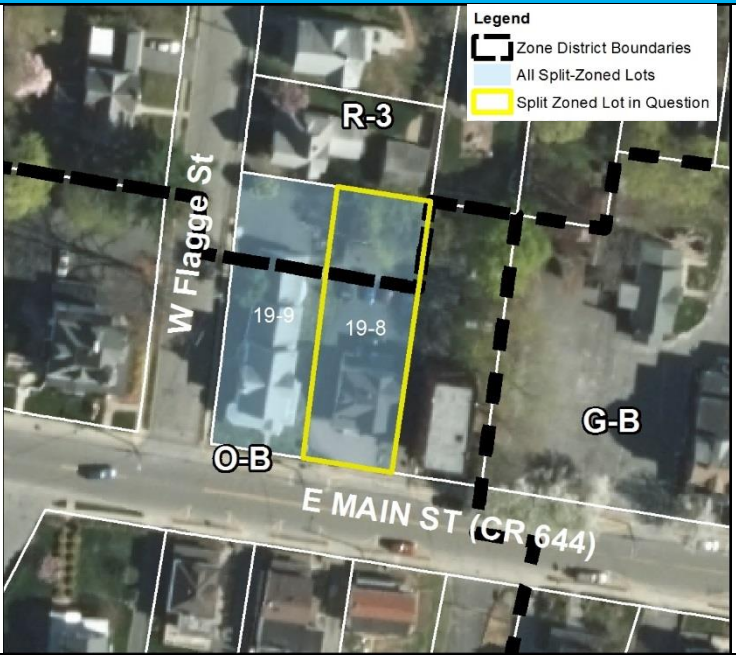 Legend
Zone District Boundaries
All Split-Zoned Lots
Split Zoned Lot in Question
R-3
W Flagge St
19-9
19-8
G-B
O-B
E MAIN ST (CR 644)